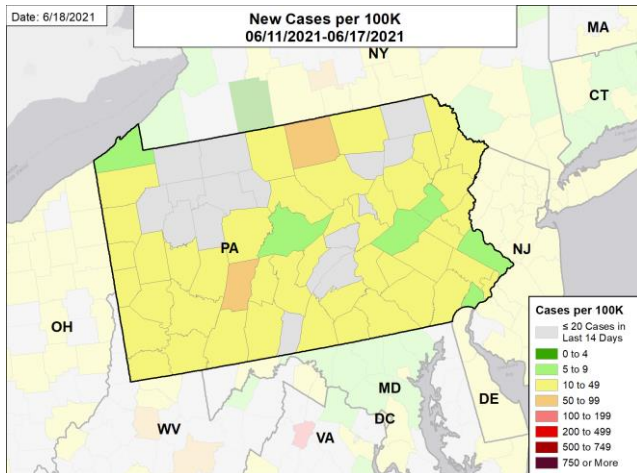 Date: 6/18/2021
New Cases per 100K
06/11/2021-06/17/2021
MA
NY
CT
PA
NJ
OH
MD
DE
WV
DC
VA
Cases per 100K
≤ 20 Cases in
Last 14 Days
0 to 4
5 to 9
10 to 49
50 to 99
100 to 199
200 to 499
500 to 749
750 or More